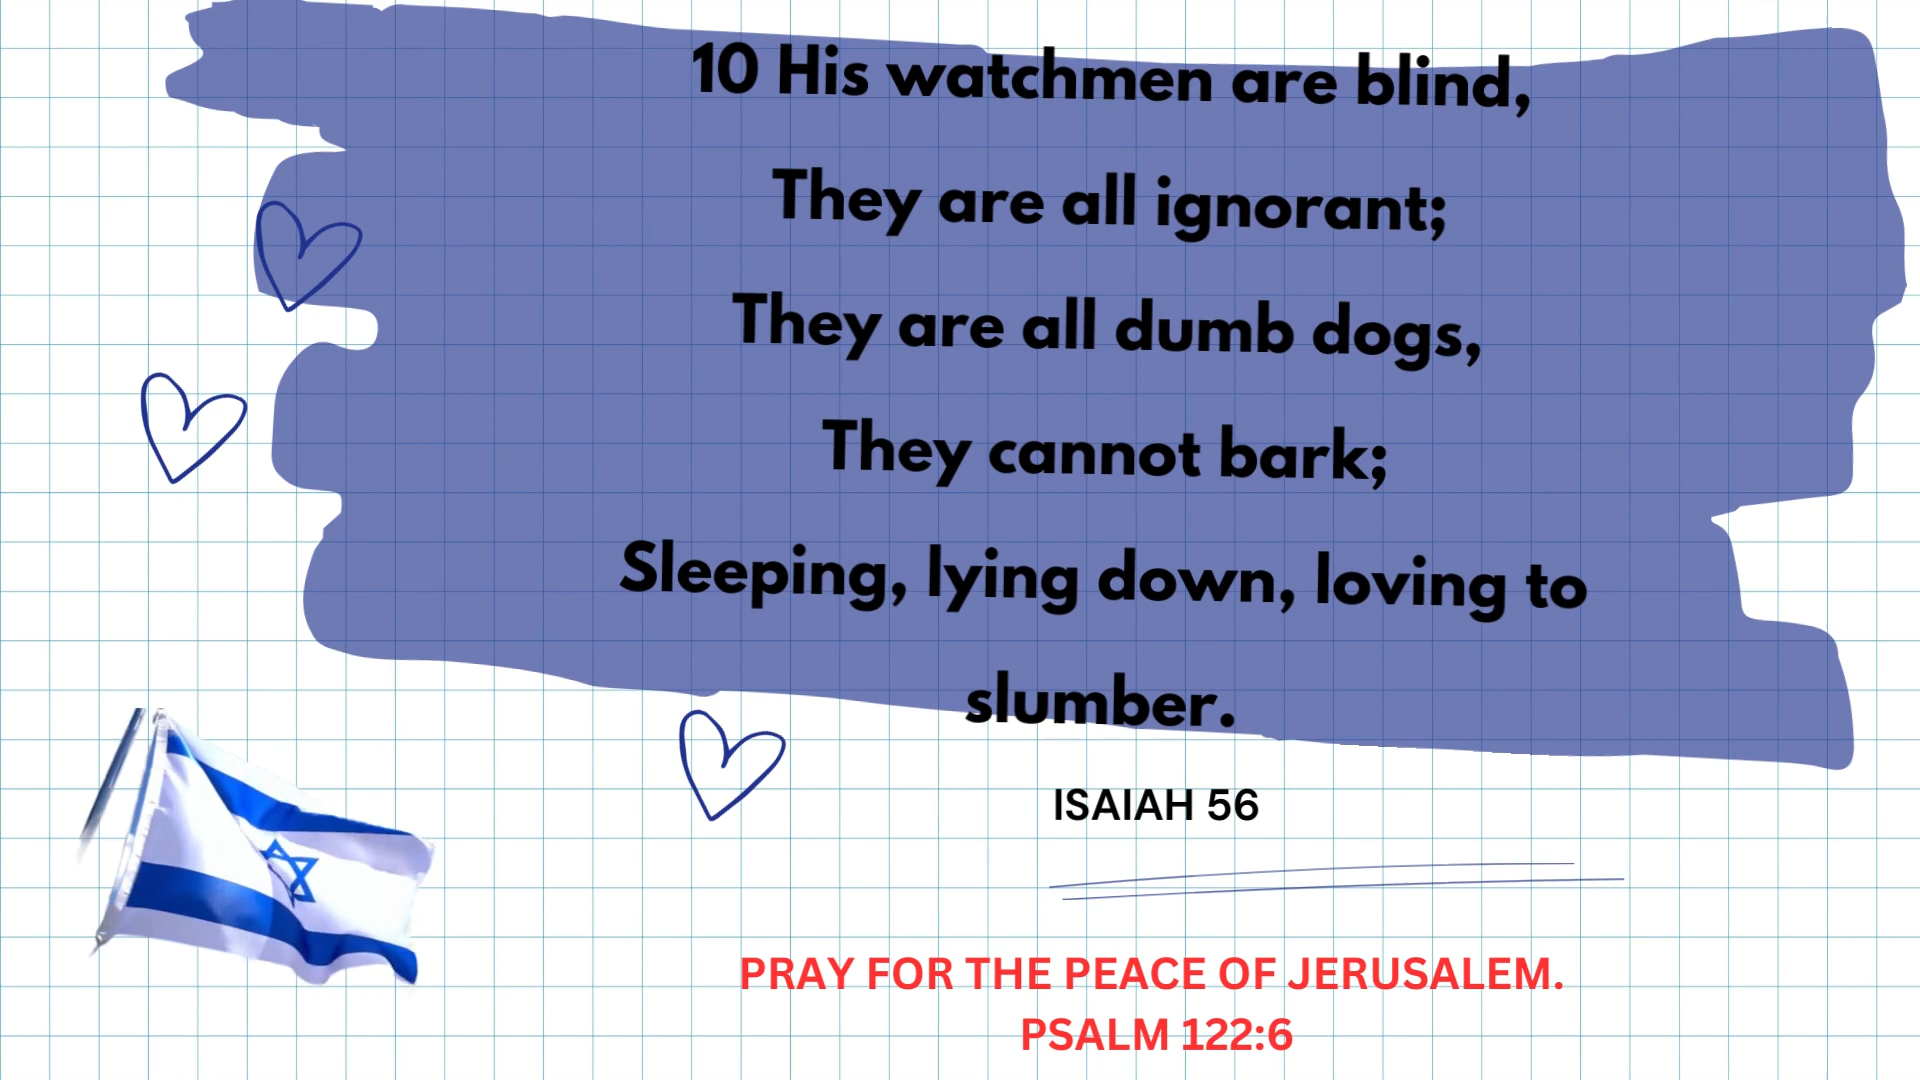 10 His watchmen are blind,
They are all ignorant;
They are all dumb dogs,
They cannot bark;
Sleeping, lying down, loving to
slumber.
ISAIAH 56
PRAY FOR THE PEACE OF JERUSALEM.
PSALM 122:6